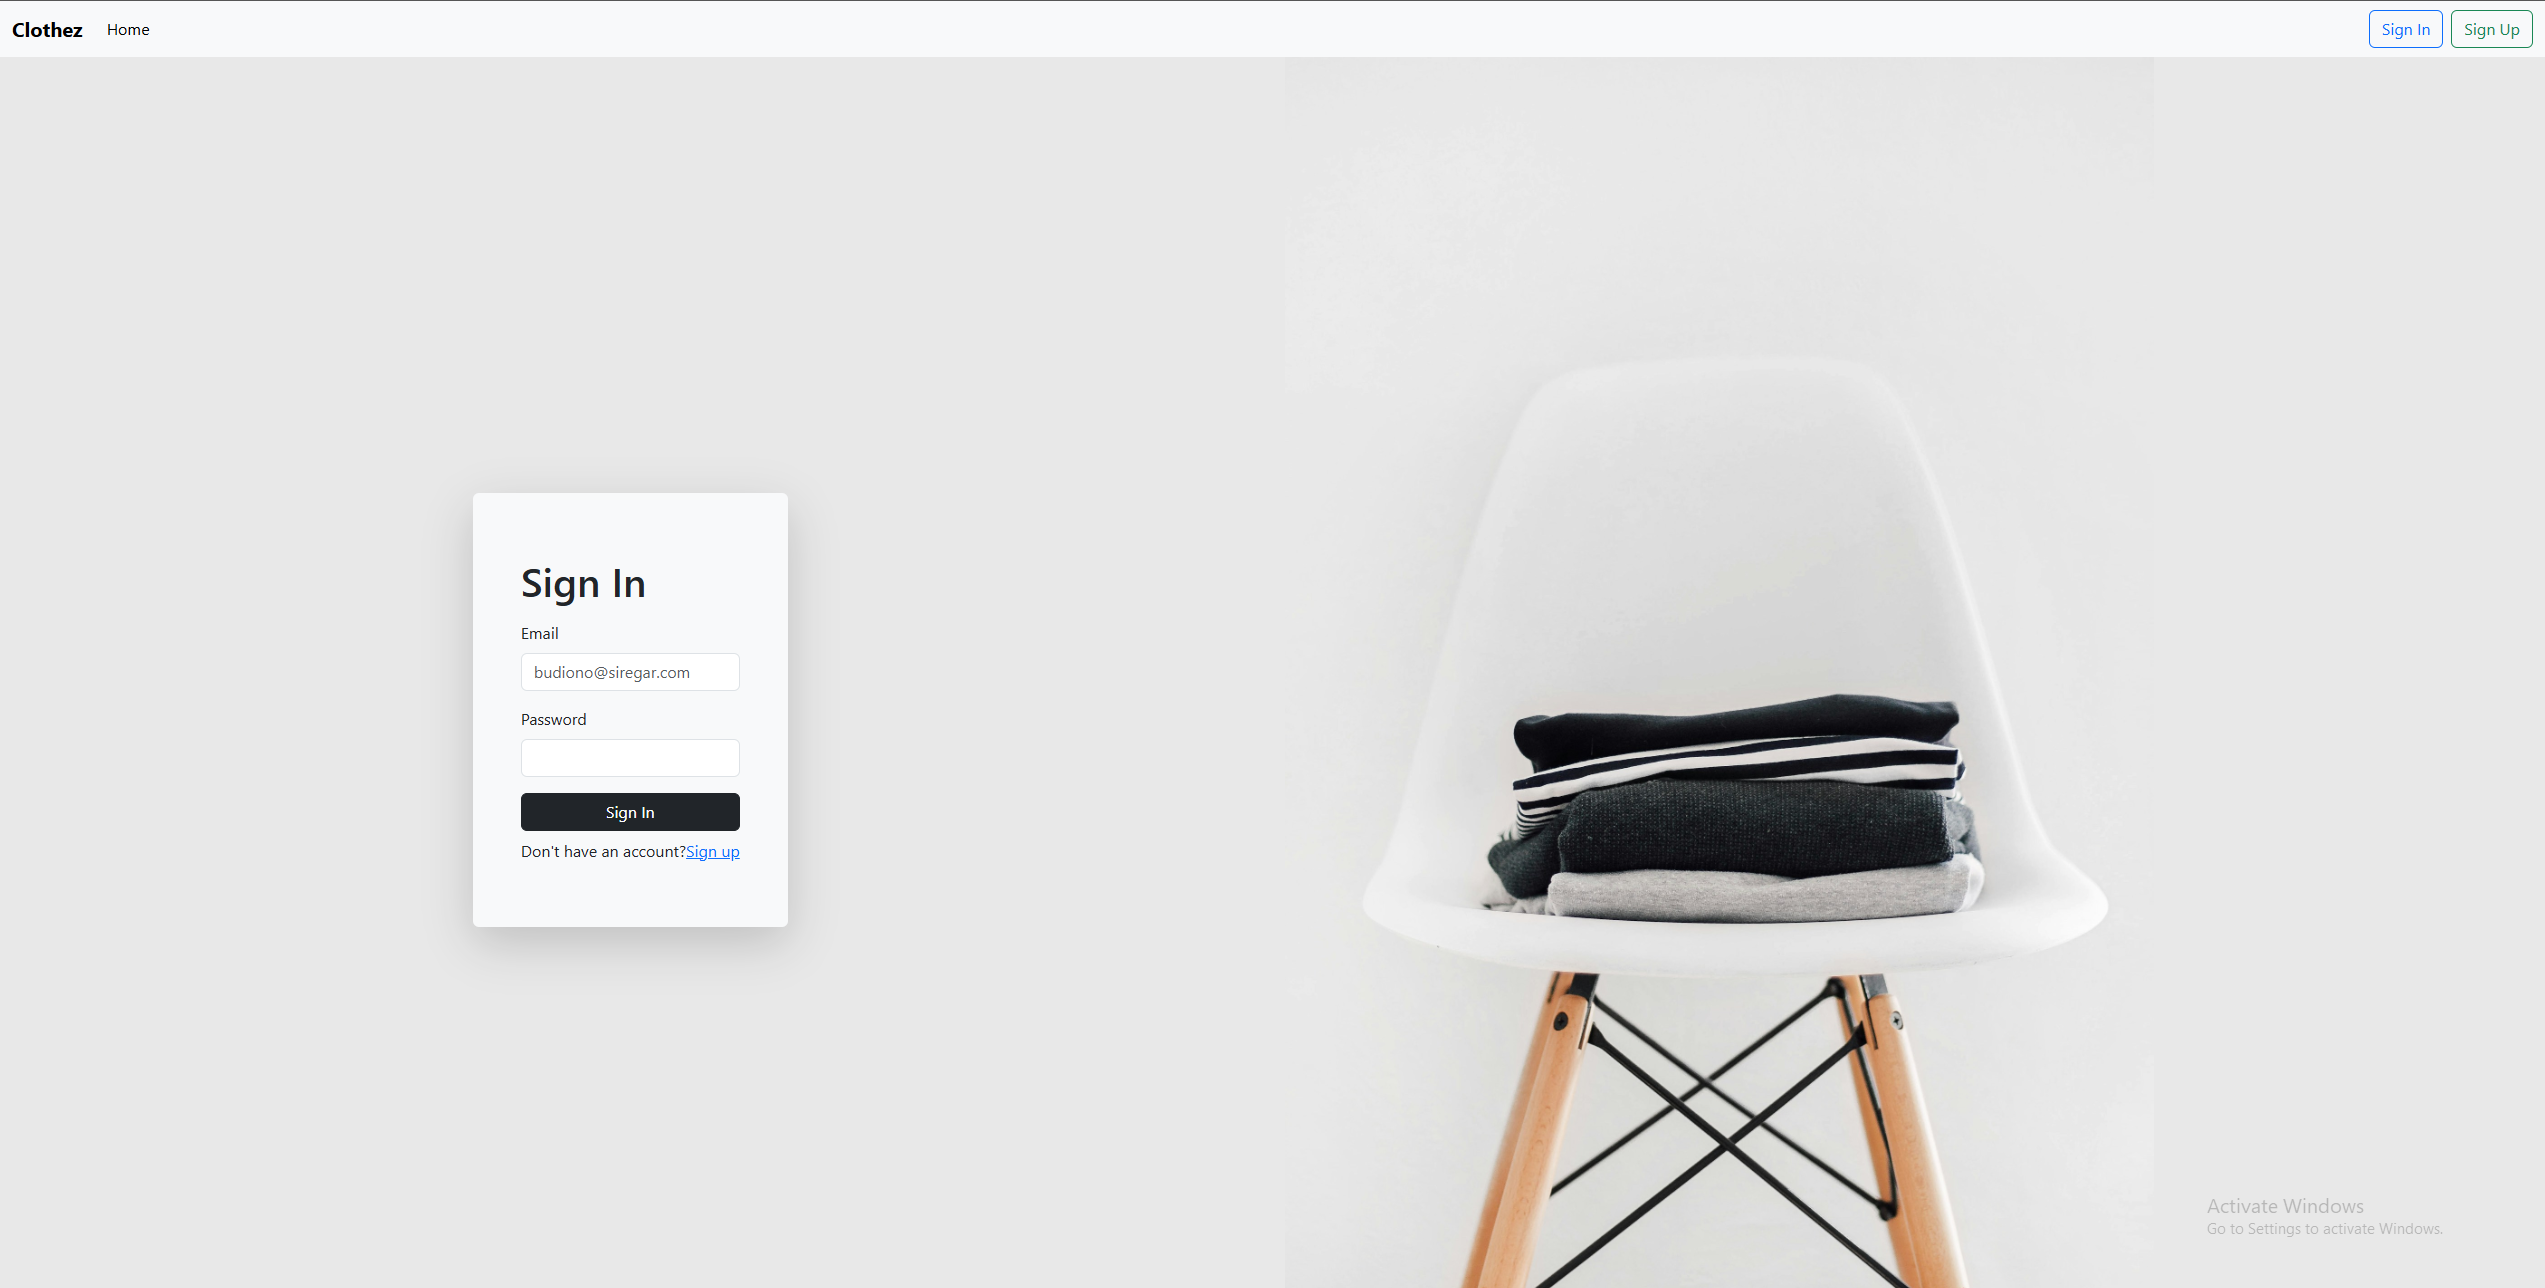 Clothez Home Sign In Sign Up
Sign In
Email
budiono@siregar.com
Password
Sign In
Don't have an account?Sign up
Activate Windows
Go to Settings to activate Windows.